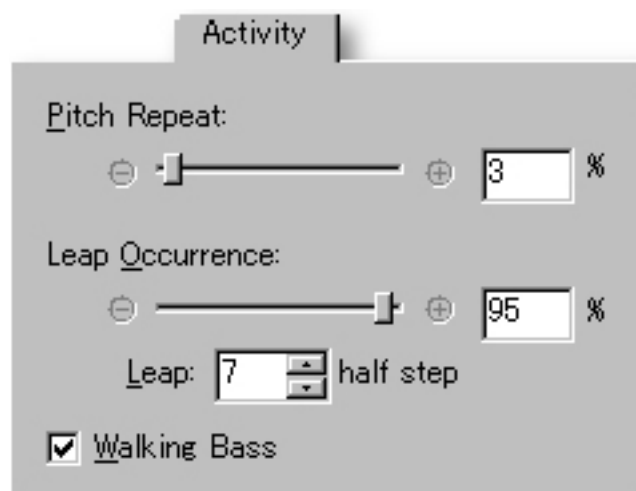 Activity
Pitch Repeat:
3 %
Leap Occurrence:
95 %
Leap: 7 half step
Walking Bass